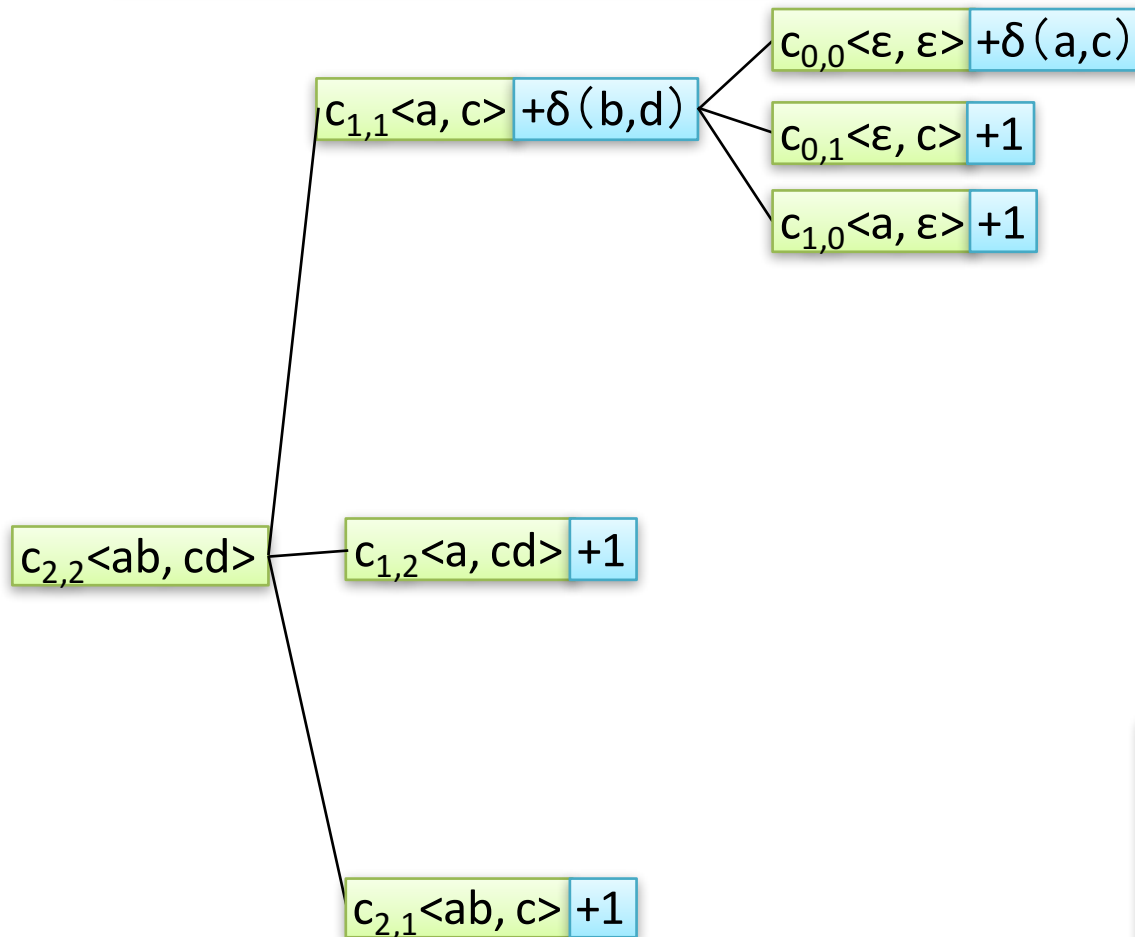 c0,0<ε, ε> +δ（a,c）
c1,1<a, c> +δ（b,d）
c0,1<ε, c> +1
c1,0<a, ε> +1
c2,2<ab, cd>
c1,2<a, cd> +1
c2,1<ab, c> +1